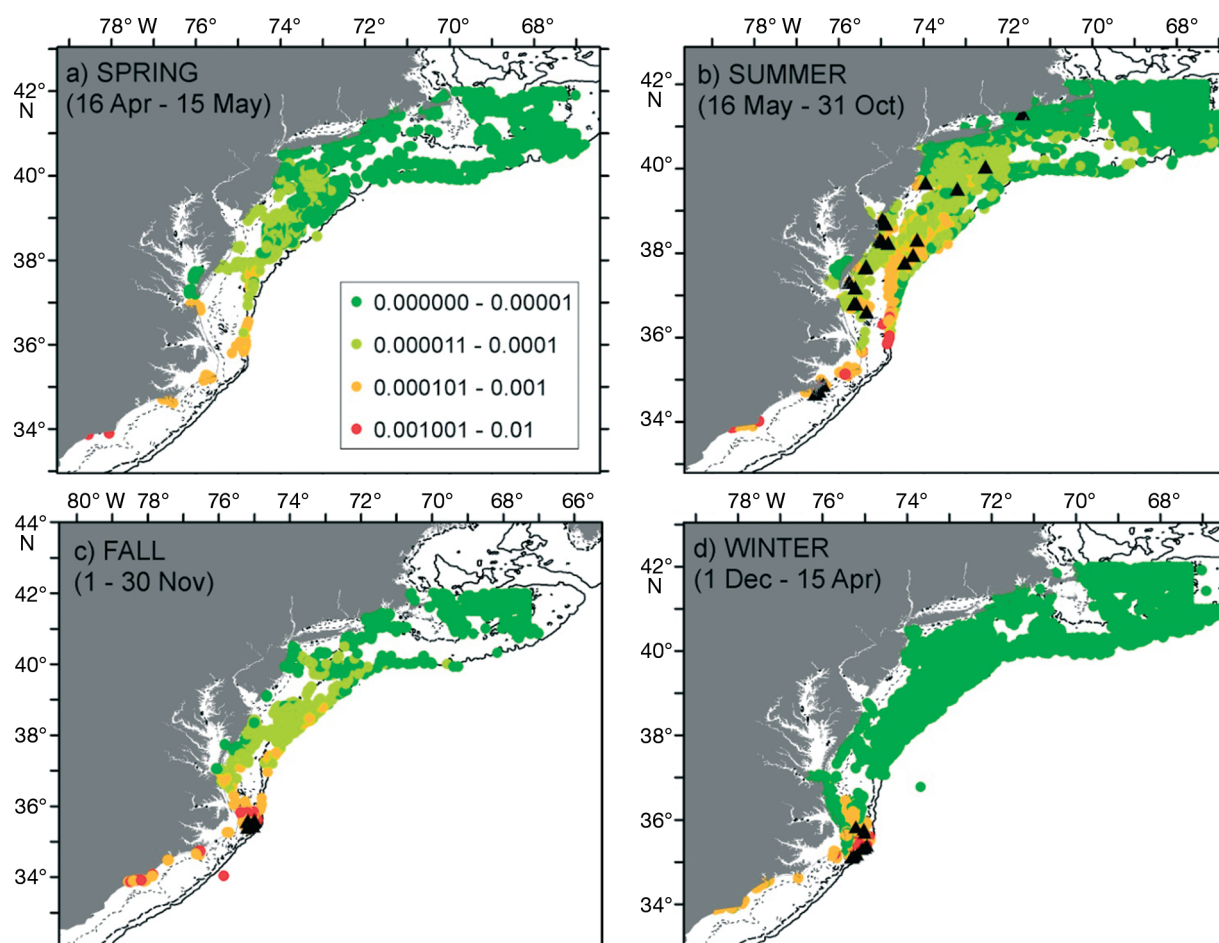 78° W 76° 74° 72° 70° 68°
78° W 76° 74° 72° 70° 68°
a) SPRING
(16 Apr - 15 May)
b) SUMMER
(16 May - 31 Oct)
42°
N
40°
38°
36°
34°
42°
N
40°
38°
36°
34°
0.000000 - 0.00001
0.000011 - 0.0001
0.000101 - 0.001
0.001001 - 0.01
80° W 78° 76° 74° 72° 70° 68° 66°
78° W 76° 74° 72° 70° 68°
c) FALL
(1 - 30 Nov)
d) WINTER
(1 Dec - 15 Apr)
44°
N
42°
40°
38°
36°
34°
42°
N
40°
38°
36°
34°